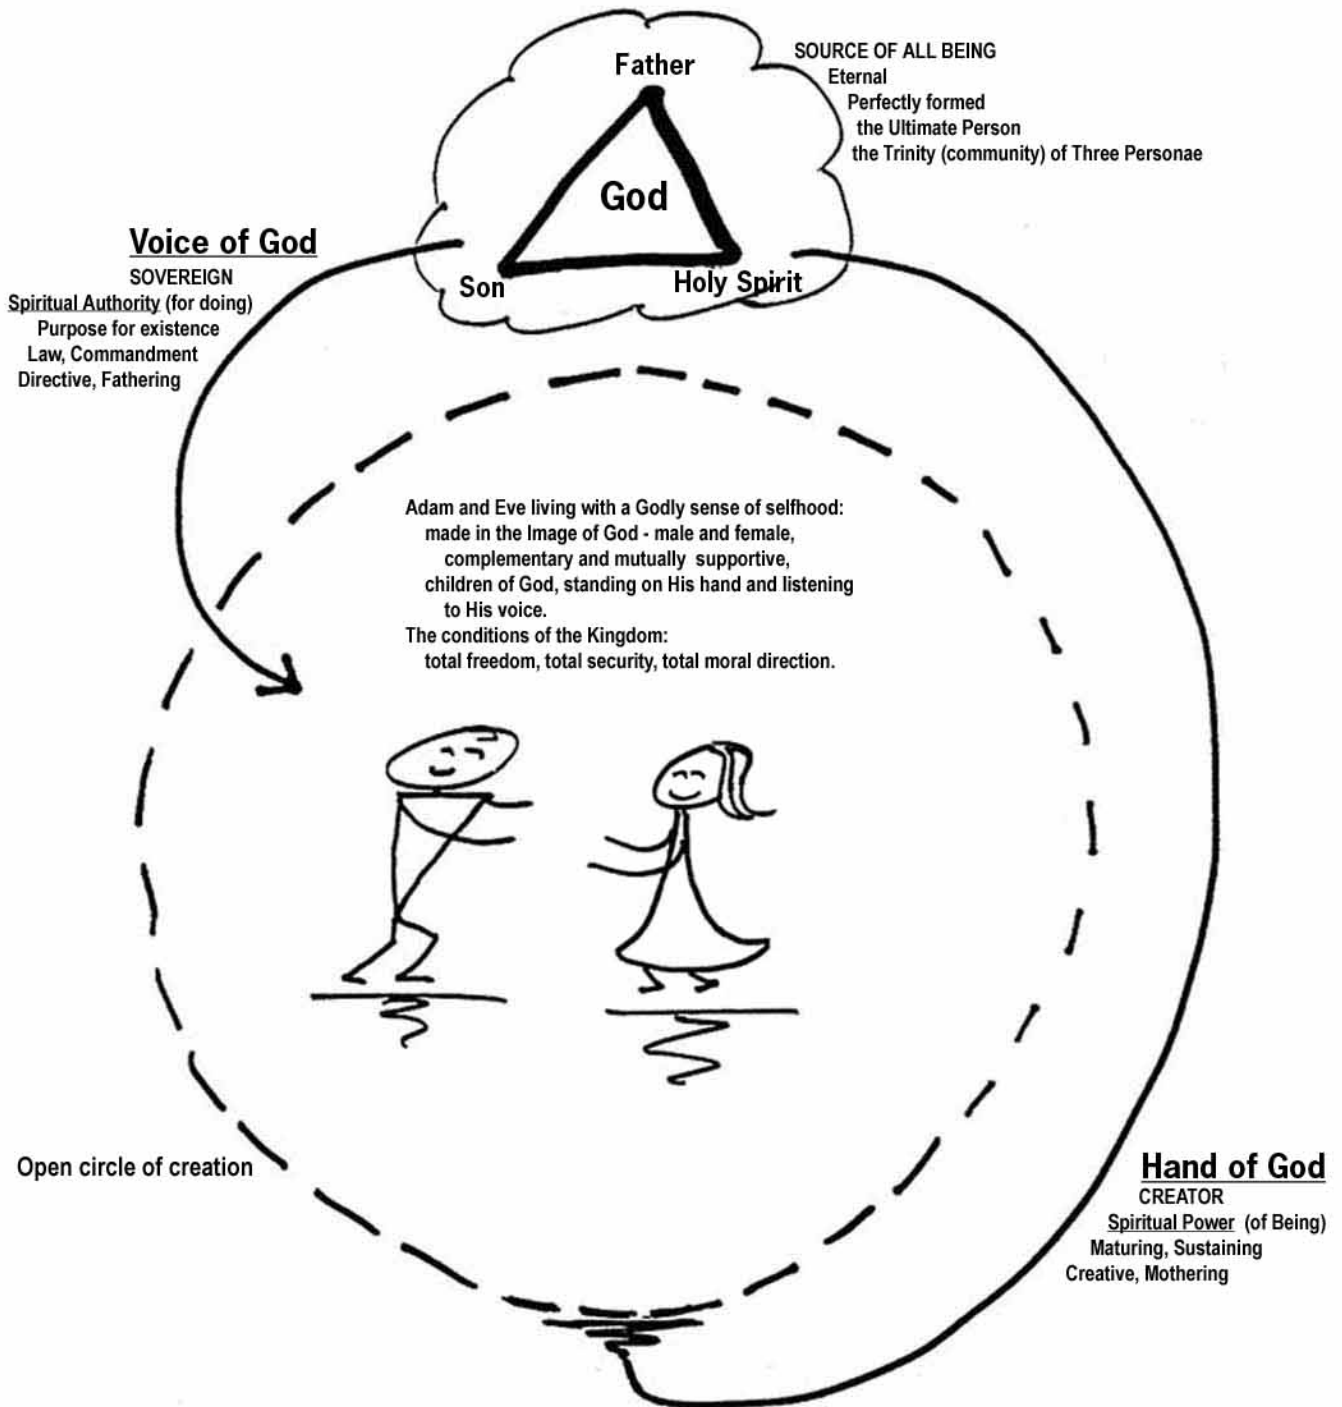 Father
God
Son
Holy Spirit
SOURCE OF ALL BEING
Eternal
Perfectly formed
the Ultimate Person
the Trinity (community) of Three Personae
Voice of God
SOVEREIGN
Spiritual Authority (for doing)
Purpose for existence
Law, Commandment
Directive, Fathering
Adam and Eve living with a Godly sense of selfhood:
made in the Image of God - male and female,
complementary and mutually supportive,
children of God, standing on His hand and listening
to His voice.
The conditions of the Kingdom:
total freedom, total security, total moral direction.
Open circle of creation
Hand of God
CREATOR
Spiritual Power (of Being)
Maturing, Sustaining
Creative, Mothering